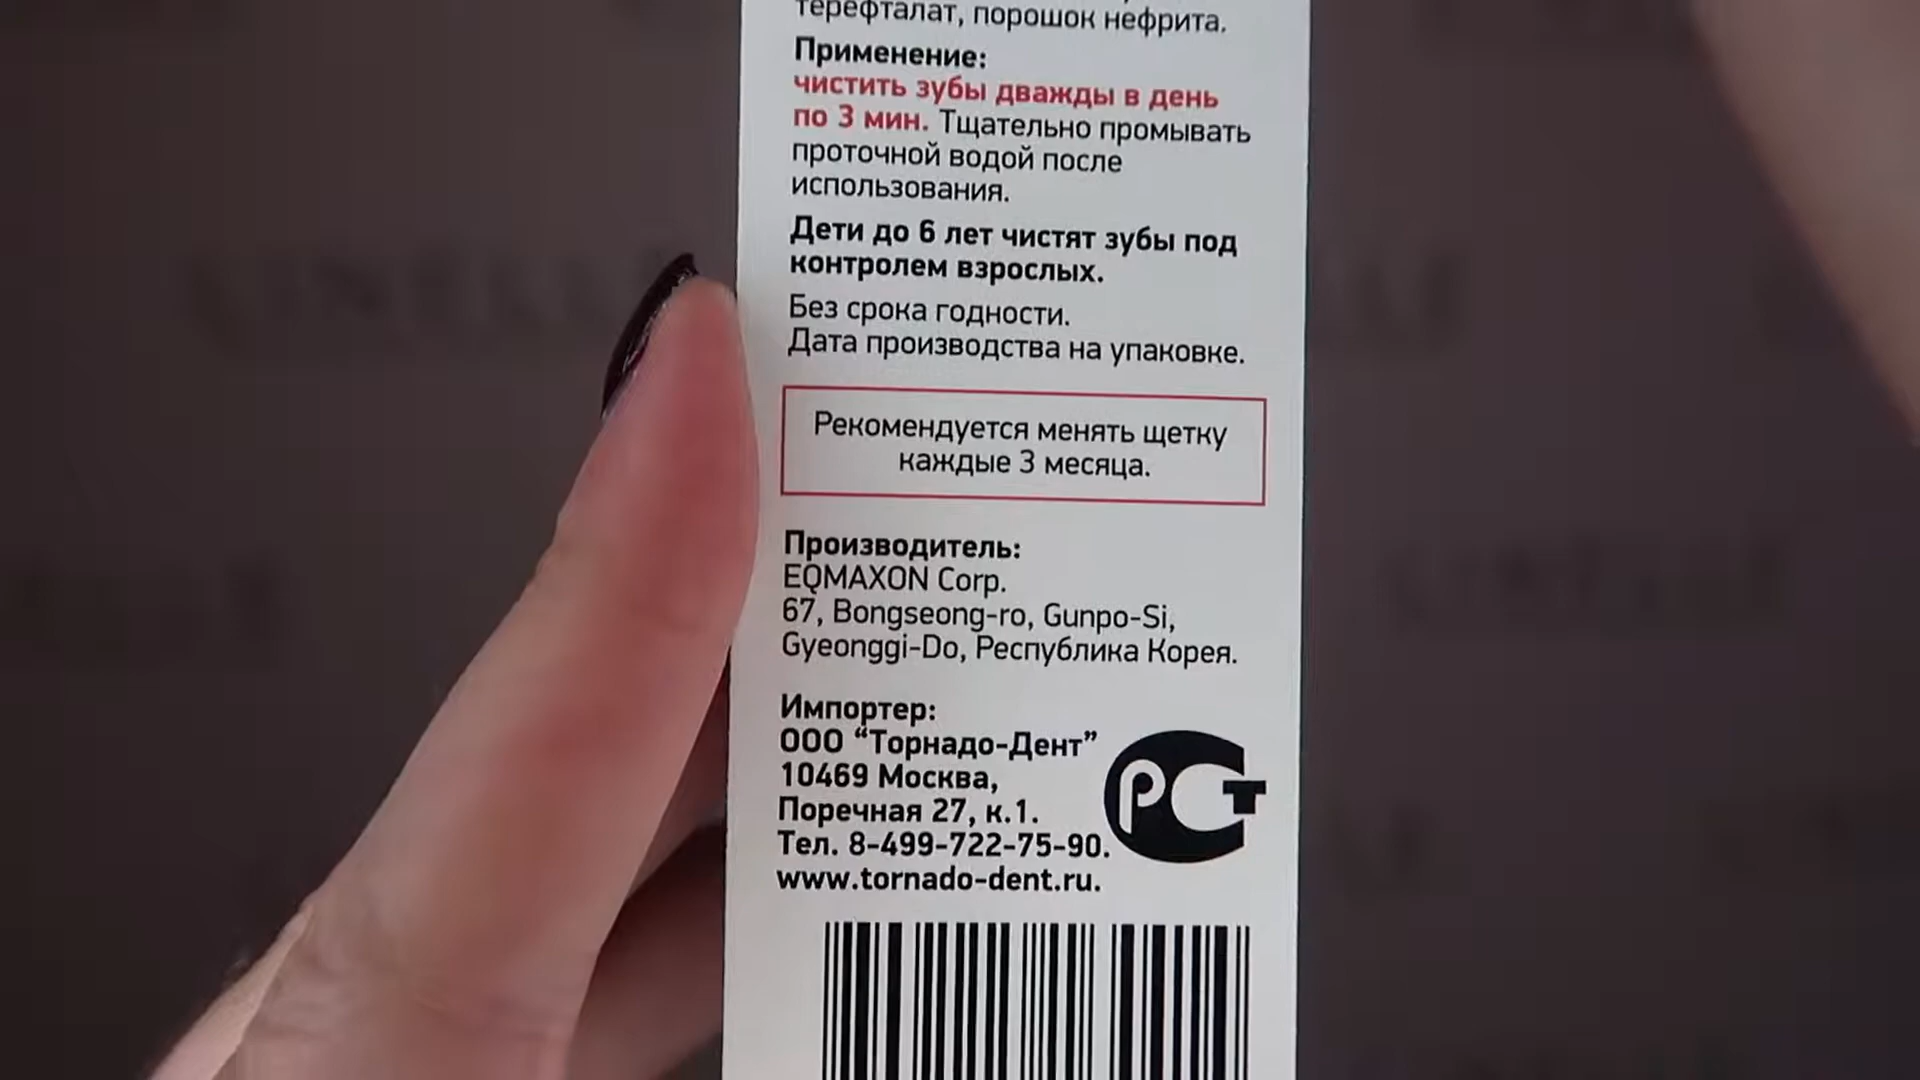 терефталат, порошок нефрита.
Применение:
чистить зубы дважды в день
по 3 мин. Тщательно промывать
проточной водой после
использования.
Дети до 6 лет чистят зубы под
контролем взрослых.
Без срока годности.
Дата производства на упаковке.
Рекомендуется менять щетку
каждые 3 месяца.
Производитель:
EQMAXON Corp.
67, Bongseong-ro, Gunpo-Si,
Gyeonggi-Do, Республика Корея.
Импортер:
ООО “Торнадо-Дент”
10469 Москва,
Поречная 27, к.1.
Тел. 8-499-722-75-90.
www.tornado-dent.ru.
РСТ